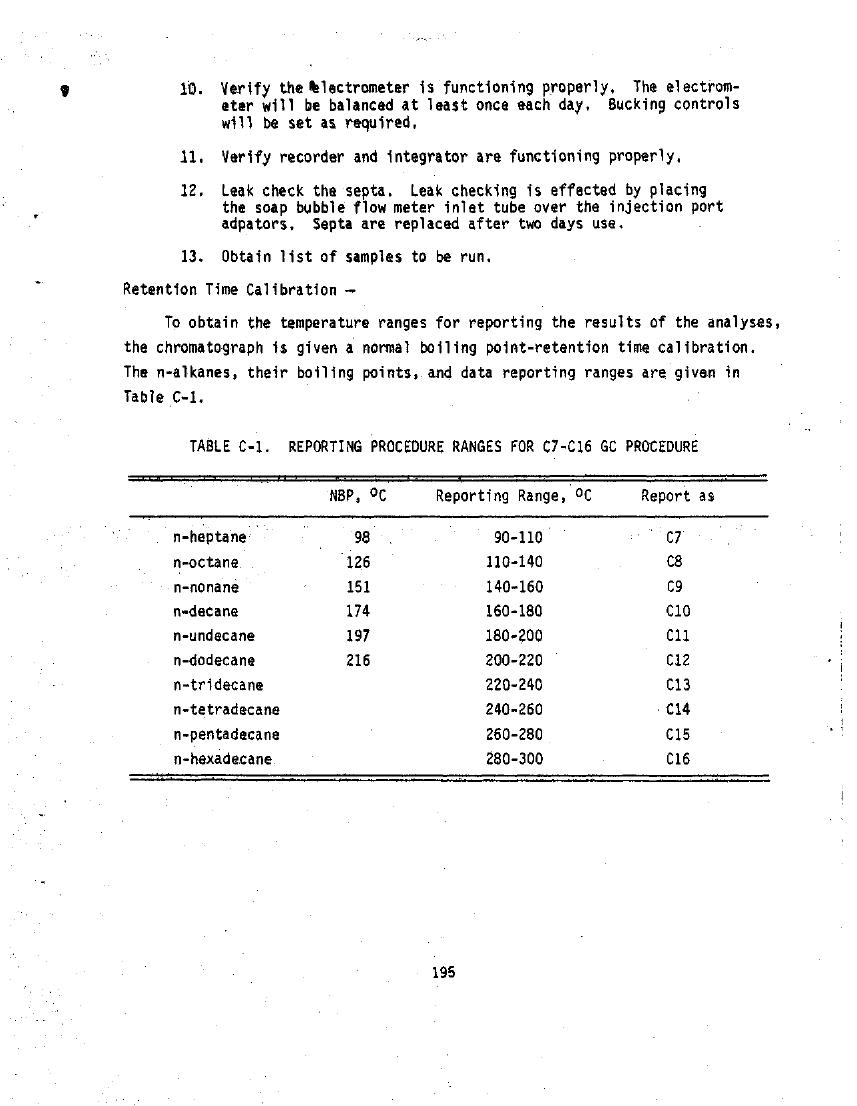 10. Verify the electrometer is functioning properly. The electrom-
eter will be balanced at least once each day. Bucking controls
will be set as required.
11. Verify recorder and integrator are functioning properly.
12. Leak check the septa. Leak checking is effected by placing
the soap bubble flow meter inlet tube over the injection port
adpators. Septa are replaced after two days use.
13. Obtain list of samples to be run.
Retention Time Calibration —
To obtain the temperature ranges for reporting the results of the analyses,
the chromatograph is given a normal boiling point-retention time calibration.
The n-alkanes, their boiling points, and data reporting ranges are given in
Table C-1.
TABLE C-1. REPORTING PROCEDURE RANGES FOR C7-C16 GC PROCEDURE
NBP, °C Reporting Range, °C Report as
n-heptane 98 90-110 C7
n-octane 126 110-140 C8
n-nonane 151 140-160 C9
n-decane 174 160-180 C10
n-undecane 197 180-200 C11
n-dodecane 216 200-220 C12
n-tridecane 220-240 C13
n-tetradecane 240-260 C14
n-pentadecane 260-280 C15
n-hexadecane 280-300 C16
195